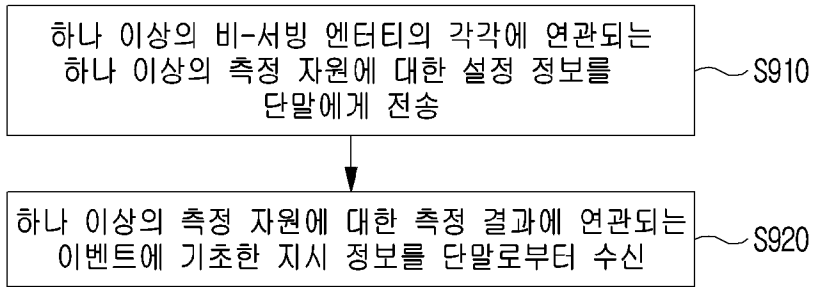 하나 이상의 비-서빙 엔터티의 각각에 연관되는
하나 이상의 측정 자원에 대한 설정 정보를
단말에게 전송
S910
하나 이상의 측정 자원에 대한 측정 결과에 연관되는
이벤트에 기초한 지시 정보를 단말로부터 수신
S920